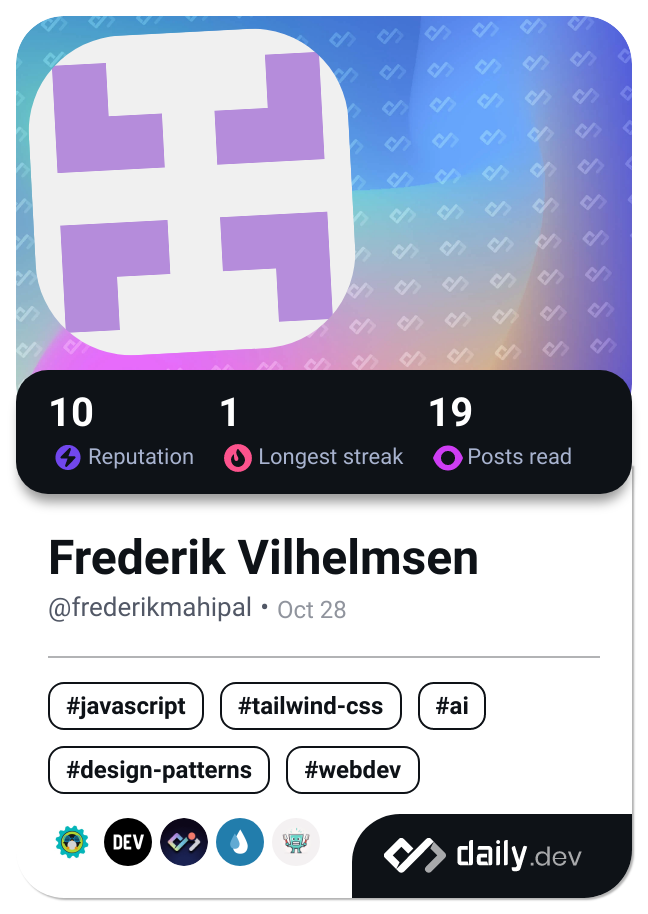 10 1 19
Reputation Longest streak Posts read
Frederik Vilhelmsen
@frederikmahipal • Oct 28
#javascript #tailwind-css #ai
#design-patterns #webdev
DEV
daily.dev